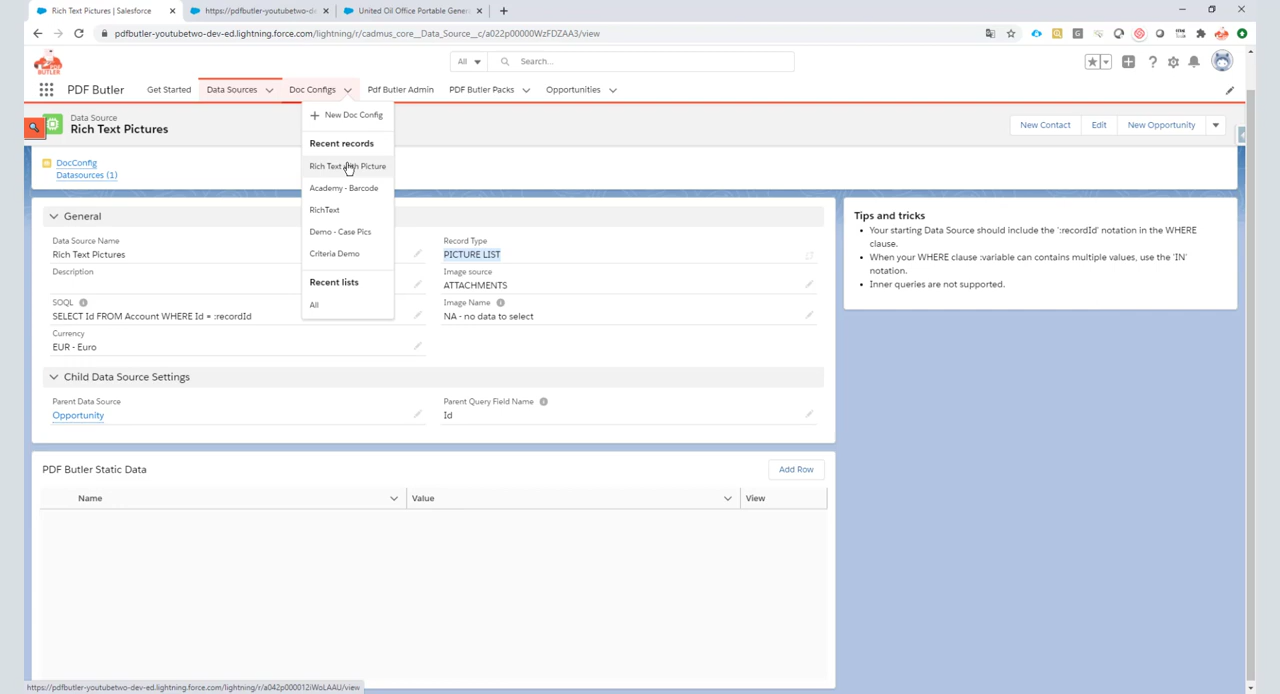 Rich Text Pictures | Salesforce
https://pdfbutler-youtubetwo-de
United Oil Office Portable Gener
pdfbutler-youtubetwo-dev-ed.lightning.force.com/lightning/r/cadmus_core__Data_Source__c/a022p00000WzFDZAA3/view
PDF
BUTLER
All
Search...
PDF Butler
Get Started
Data Sources
Doc Configs
Pdf Butler Admin
PDF Butler Packs
Opportunities
New Doc Config
Recent records
Rich Text with Picture
Academy - Barcode
RichText
Demo - Case Pics
Criteria Demo
Recent lists
All
Data Source
Rich Text Pictures
New Contact
Edit
New Opportunity
DocConfig
Datasources (1)
General
Data Source Name
Rich Text Pictures
Record Type
PICTURE LIST
Description
Image source
ATTACHMENTS
SOQL
SELECT Id FROM Account WHERE Id = :recordId
Image Name
NA - no data to select
Currency
EUR - Euro
Child Data Source Settings
Parent Data Source
Opportunity
Parent Query Field Name
Id
Tips and tricks
• Your starting Data Source should include the ':recordId' notation in the WHERE
clause.
• When your WHERE clause :variable can contains multiple values, use the 'IN'
notation.
• Inner queries are not supported.
PDF Butler Static Data
Add Row
Name
Value
View
https://pdfbutler-youtubetwo-dev-ed.lightning.force.com/lightning/r/a042p000012iWoLAAU/view